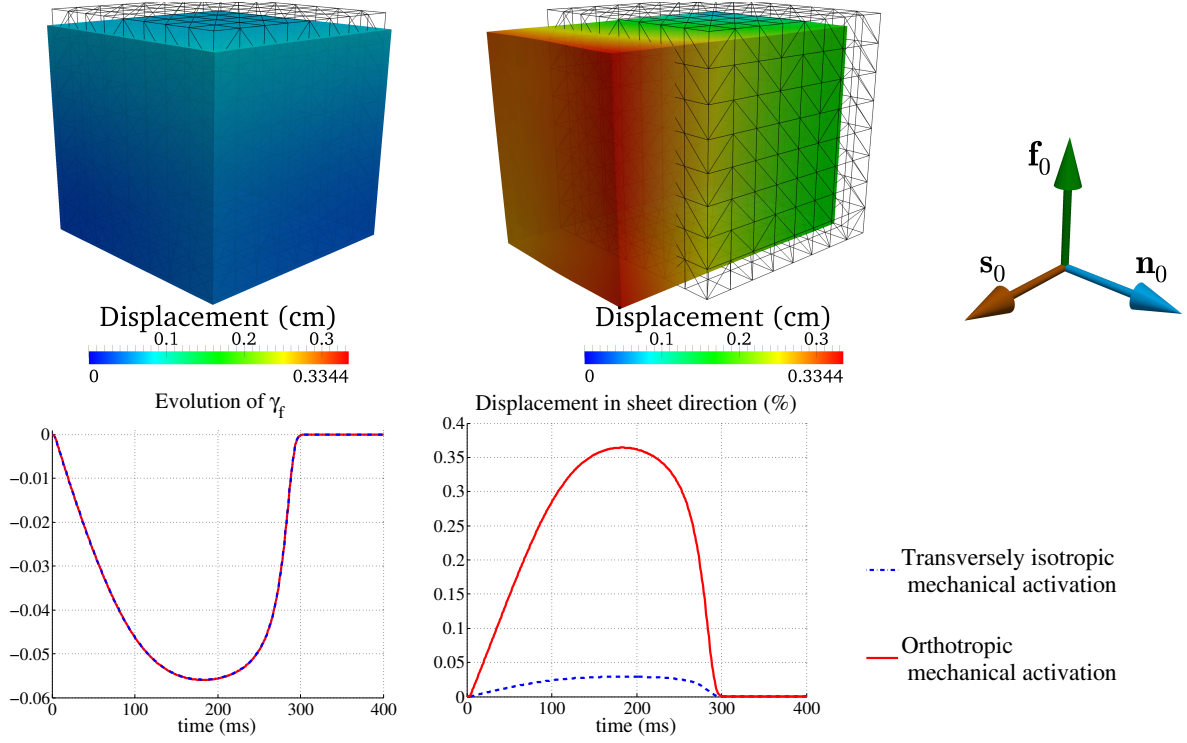 f0
s0
n0
Displacement (cm)
0.1 0.2 0.3
0 0.3344
Displacement (cm)
0.1 0.2 0.3
0 0.3344
Evolution of γf
0
−0.01
−0.02
−0.03
−0.04
−0.05
−0.06
0 100 200 300 400
time (ms)
Displacement in sheet direction (%)
0.4
0.35
0.3
0.25
0.2
0.15
0.1
0.05
0
0 100 200 300 400
time (ms)
Transversely isotropic
mechanical activation
Orthotropic
mechanical activation